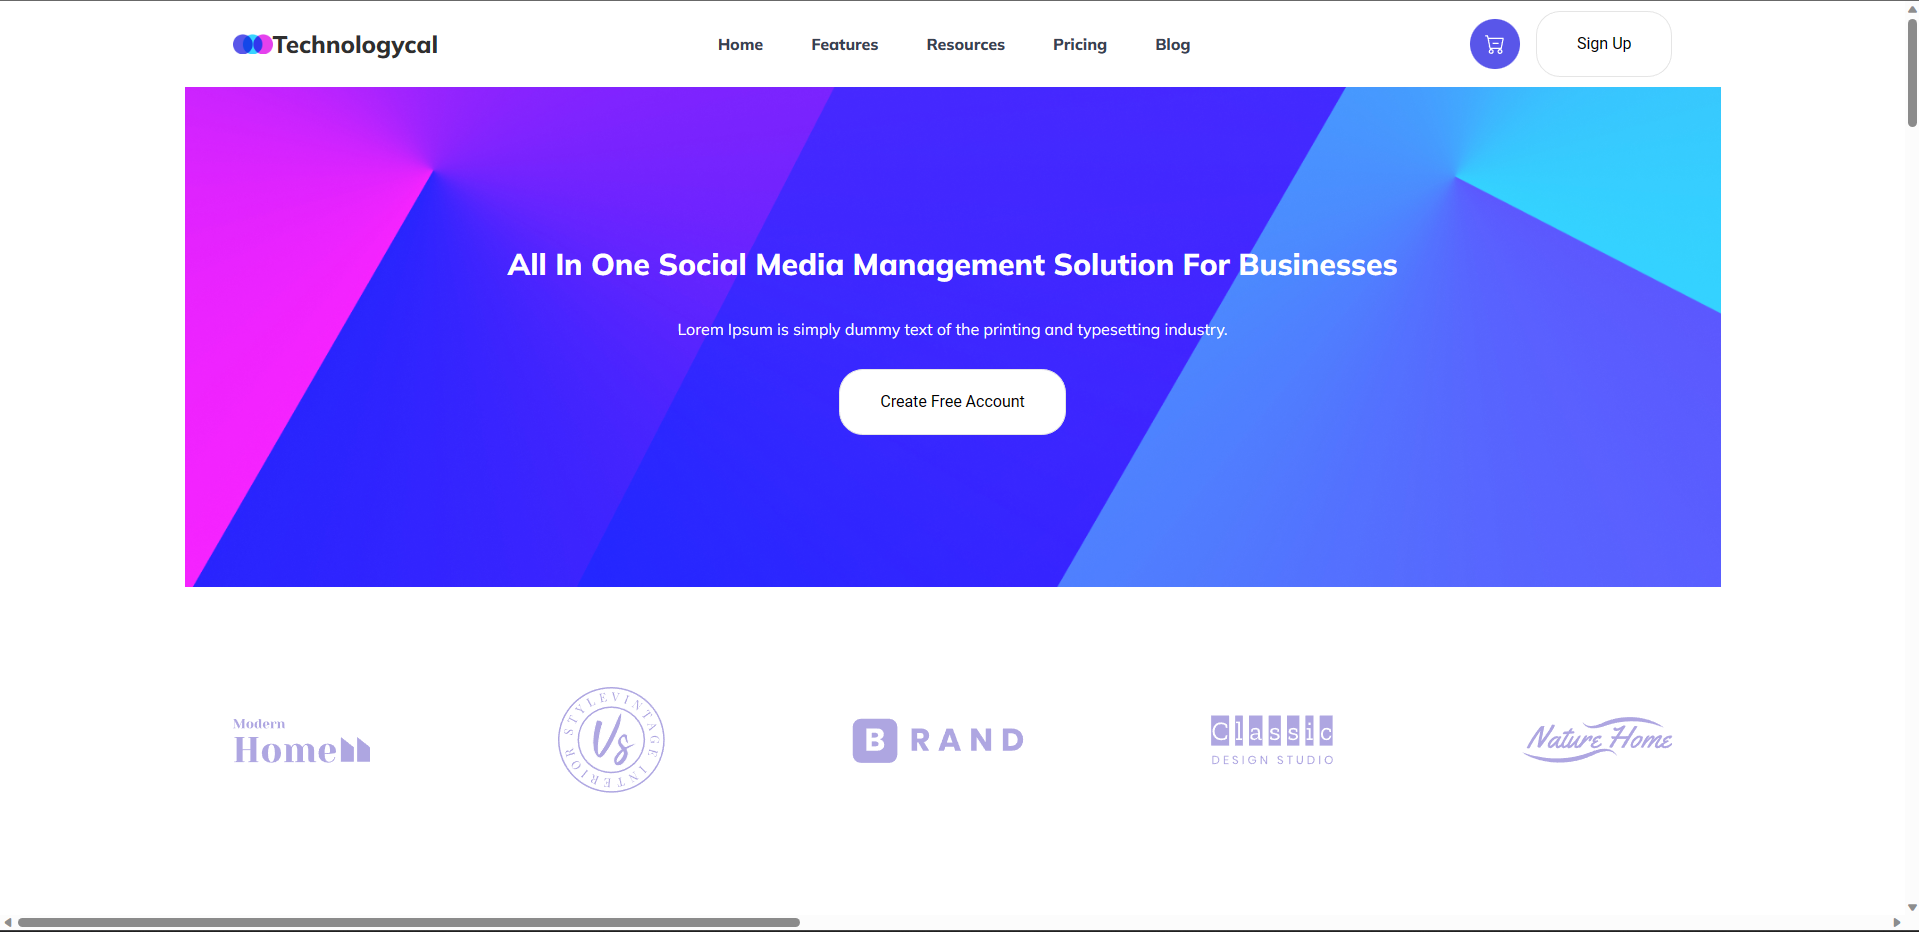 Technologycal
Home Features Resources Pricing Blog
Sign Up
All In One Social Media Management Solution For Businesses
Lorem Ipsum is simply dummy text of the printing and typesetting industry.
Create Free Account
Modern
Home
STYLEVINTAGE INTERIOR
Vs
B RAND
Classic
DESIGN STUDIO
Nature Home